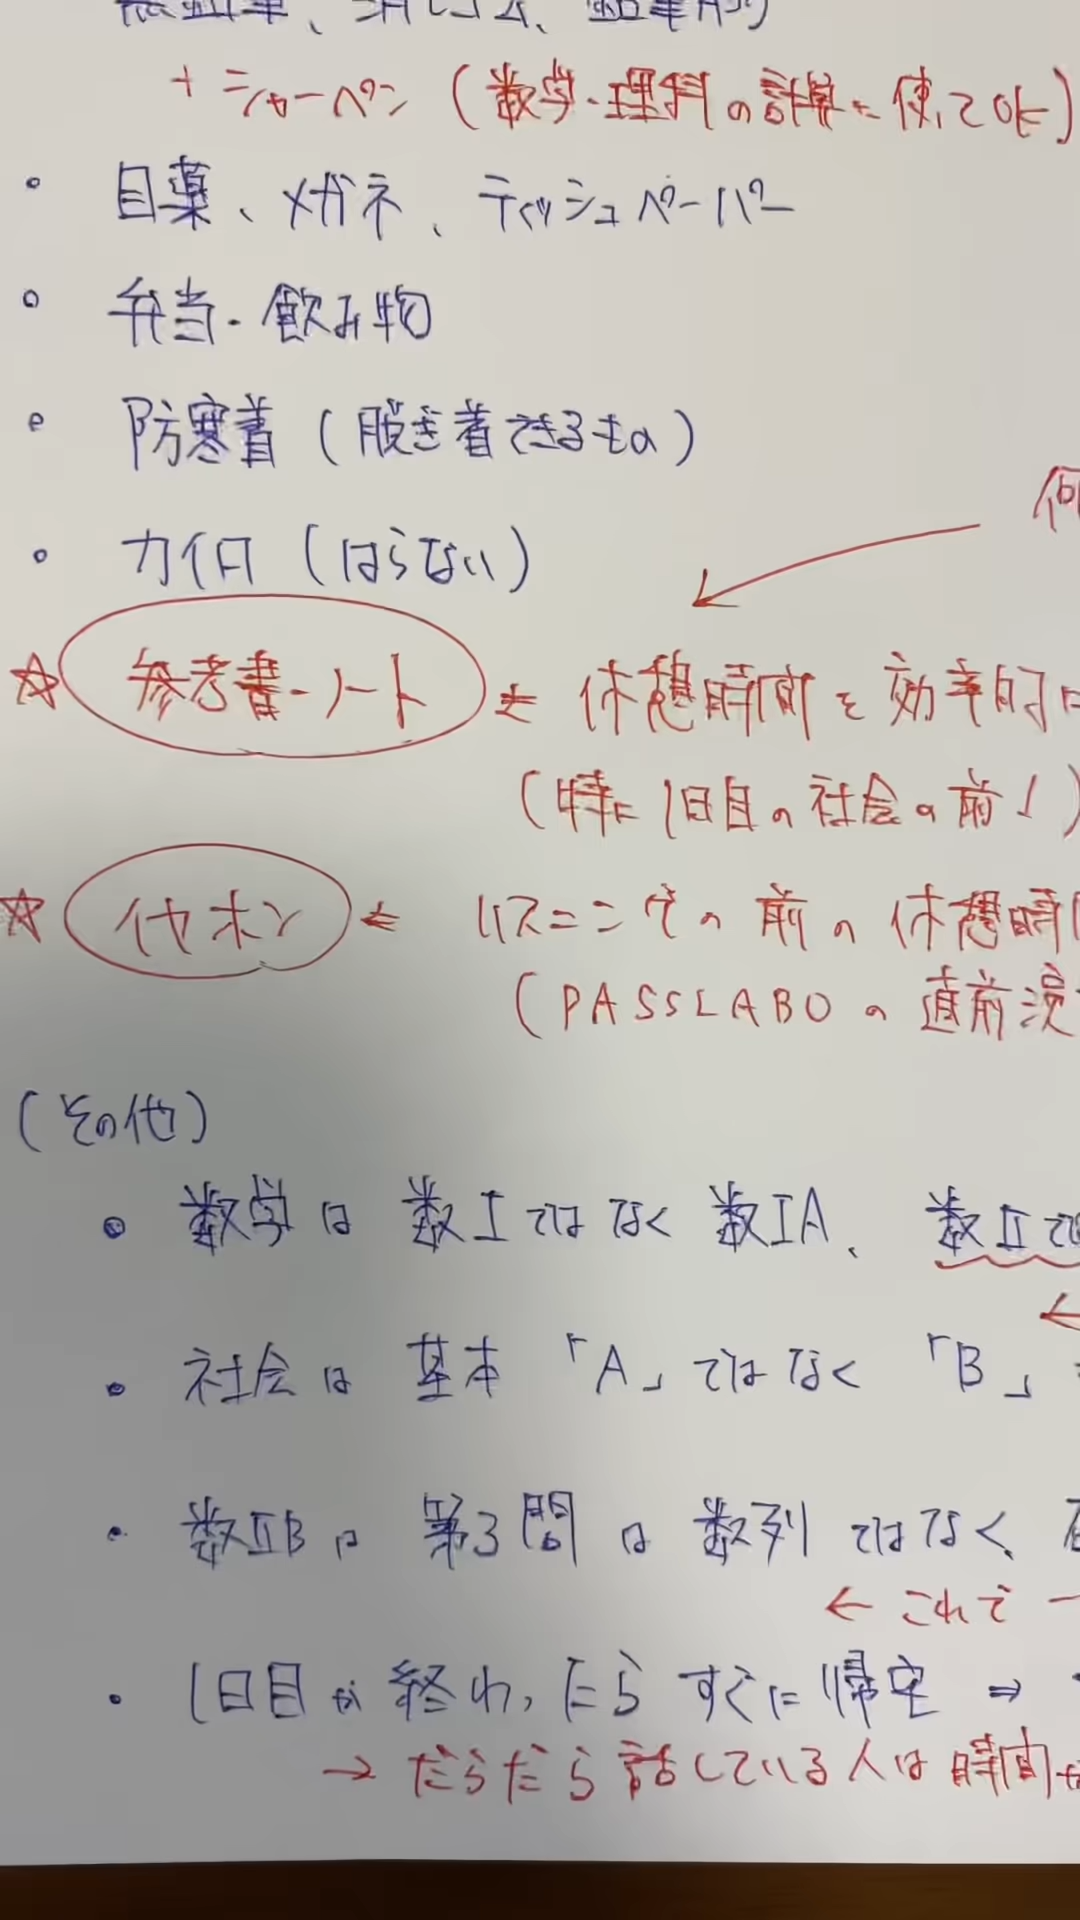 + シャーペン (数学・理科の計算に使ってOK)
・ 目薬、メガネ、ティッシュペーパー
・ 弁当・飲み物
・ 防寒着 (脱ぎ着できるもの)
・ カイロ (はらない)
☆ 参考書・ノート ← 休憩時間を効率的に
(特に1日目の社会の前!)
☆ イヤホン ← リスニングの前の休憩時
(PASSLABOの直前演
(その他)
・ 数学は数Ⅰではなく数ⅠA、数Ⅱで
←
・ 社会は基本「A」ではなく「B」
・ 数ⅡBは第3問は数列ではなく、
← これで
・ 1日目が終わったらすぐに帰宅 ⇒
→ だらだら話している人は時間が